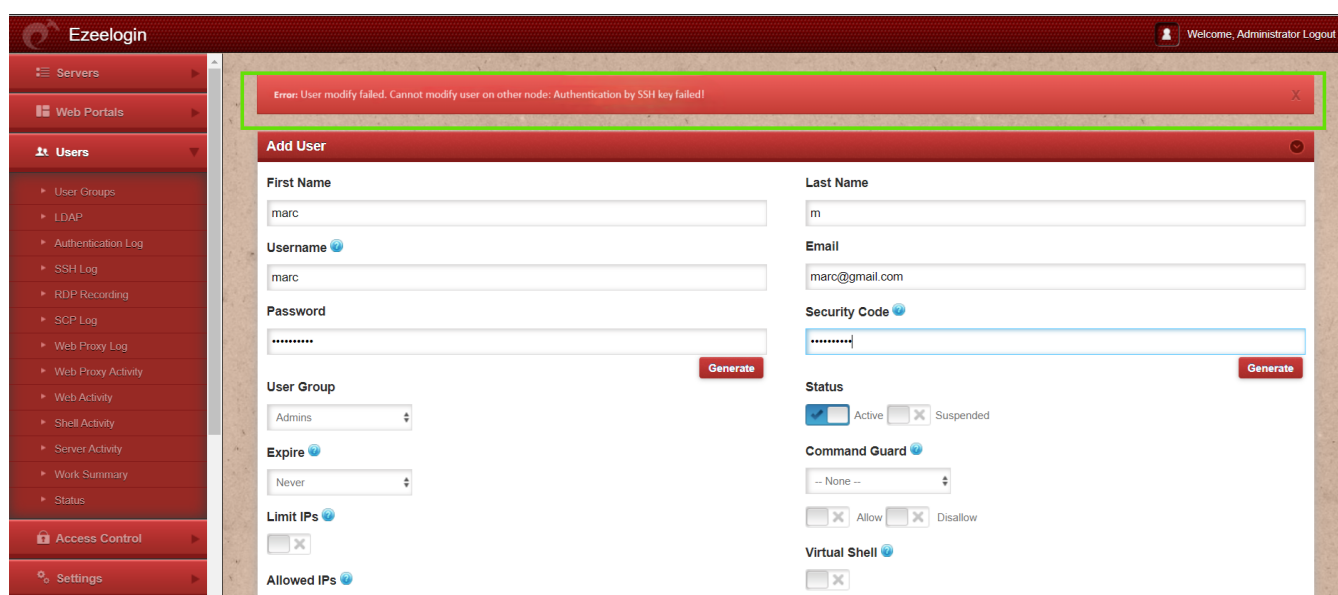 Ezeelogin
Welcome, Administrator Logout
Servers
Web Portals
Users
User Groups
LDAP
Authentication Log
SSH Log
RDP Recording
SCP Log
Web Proxy Log
Web Proxy Activity
Web Activity
Shell Activity
Server Activity
Work Summary
Status
Access Control
Settings
Error: User modify failed. Cannot modify user on other node: Authentication by SSH key failed!
X
Add User
First Name
Last Name
marc
m
Username
Email
marc
marc@gmail.com
Password
Security Code
••••••••••
••••••••••
Generate
Generate
User Group
Status
Admins
Active Suspended
Expire
Command Guard
Never
-- None --
Limit IPs
Allow Disallow
Virtual Shell
Allowed IPs